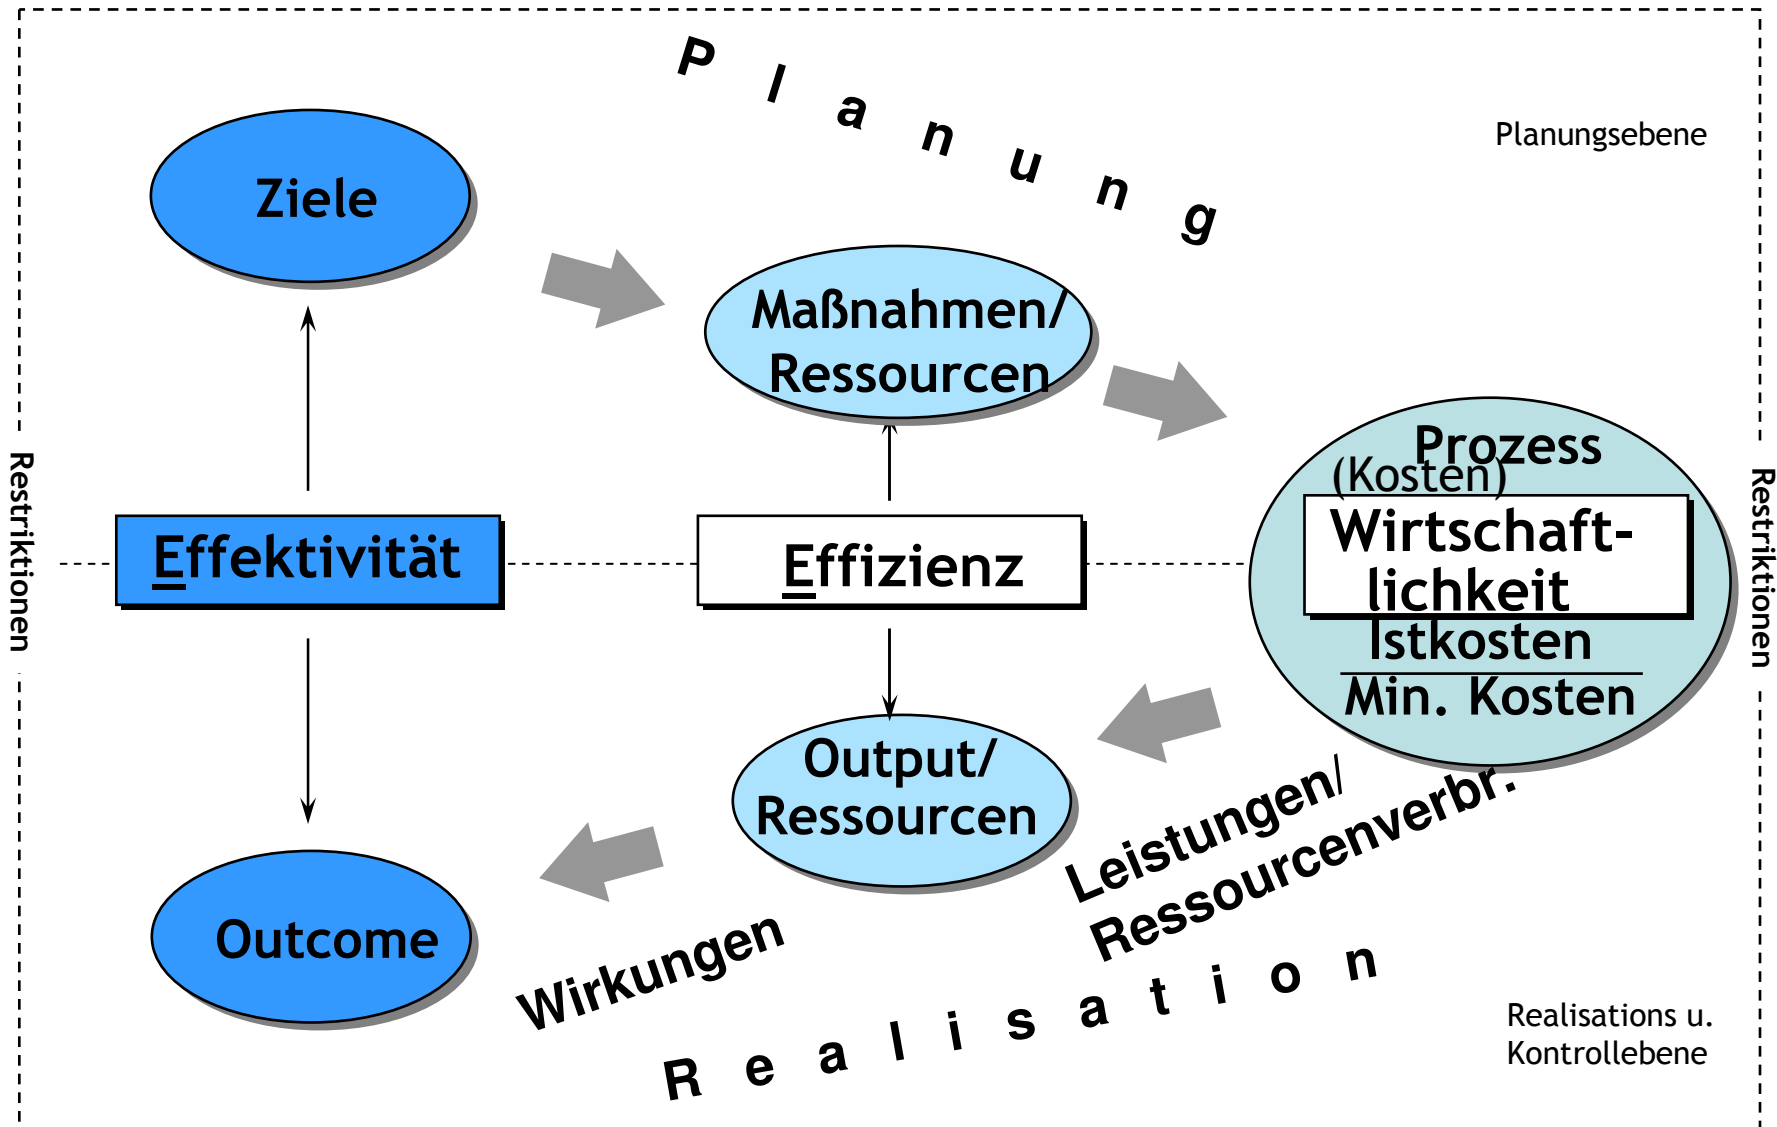 Planung
Planungsebene
Ziele
Maßnahmen/
Ressourcen
Prozess
(Kosten)
Wirtschaft-
lichkeit
Istkosten
Min. Kosten
Restriktionen
Effektivität
Effizienz
Restriktionen
Output/
Ressourcen
Leistungen/
Ressourcenverbr.
Outcome
Wirkungen
Realisation
Realisations u.
Kontrollebene